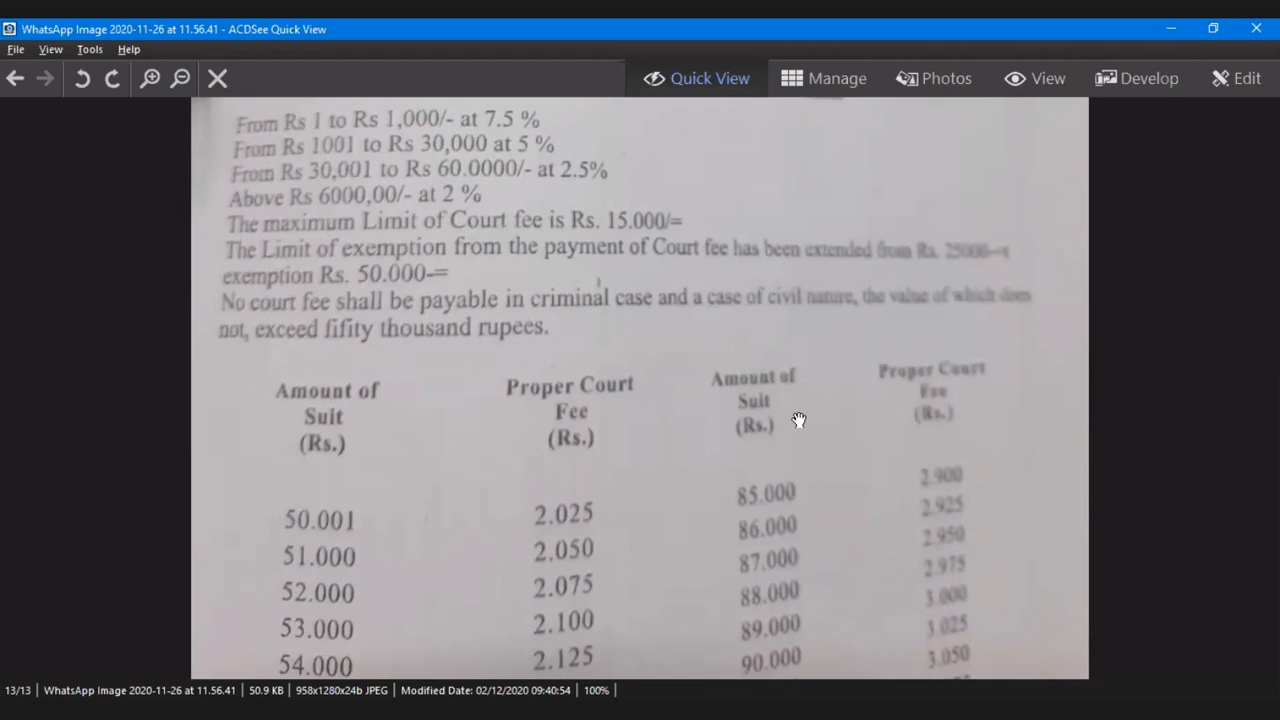 WhatsApp Image 2020-11-26 at 11.56.41 - ACDSee Quick View
File View Tools Help
Quick View Manage Photos View Develop Edit
From Rs 1 to Rs 1,000/- at 7.5 %
From Rs 1001 to Rs 30,000 at 5 %
From Rs 30,001 to Rs 60.0000/- at 2.5%
Above Rs 6000,00/- at 2 %
The maximum Limit of Court fee is Rs. 15.000/=
The Limit of exemption from the payment of Court fee has been extended from Rs. 25000
exemption Rs. 50.000-=
No court fee shall be payable in criminal case and a case of civil nature, the value of which does
not, exceed fifity thousand rupees.
Amount of Suit (Rs.) Proper Court Fee (Rs.) Amount of Suit (Rs.) Proper Court Fee (Rs.)
2.900
50.001 2.025 85.000 2.925
51.000 2.050 86.000 2.950
52.000 2.075 87.000 2.975
53.000 2.100 88.000 3.000
54.000 2.125 89.000 3.025
90.000 3.050
13/13 WhatsApp Image 2020-11-26 at 11.56.41 50.9 KB 958x1280x24b JPEG Modified Date: 02/12/2020 09:40:54 100%